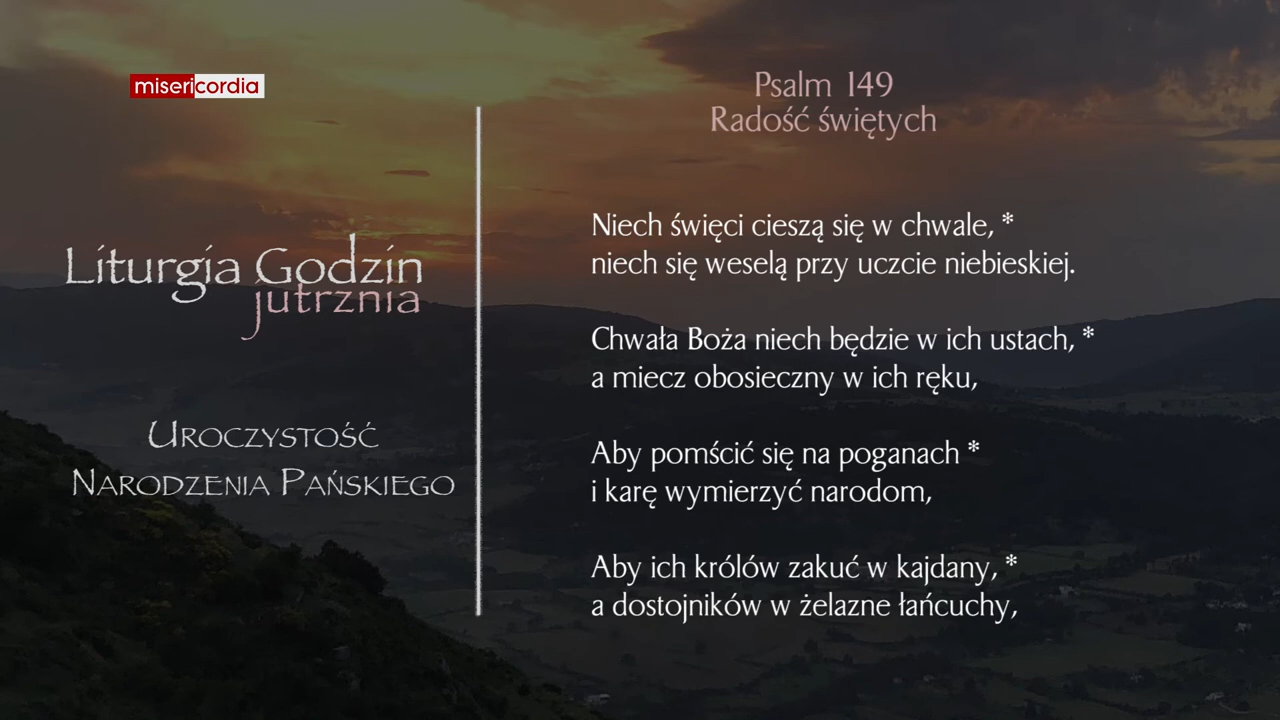 misericordia
Liturgia Godzin
jutrznia
Uroczystość
Narodzenia Pańskiego
Psalm 149
Radość świętych
Niech święci cieszą się w chwale, *
niech się weselą przy uczcie niebieskiej.
Chwała Boża niech będzie w ich ustach, *
a miecz obosieczny w ich ręku,
Aby pomścić się na poganach *
i karę wymierzyć narodom,
Aby ich królów zakuć w kajdany, *
a dostojników w żelazne łańcuchy,